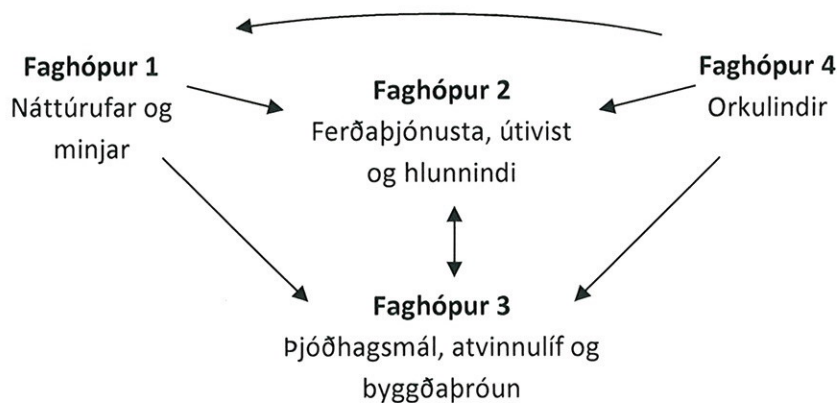 Faghópur 1
Náttúrufar og
minjar
Faghópur 2
Ferðaþjónusta, útivist
og hlunnindi
Faghópur 4
Orkulindir
Faghópur 3
Þjóðhagsmál, atvinnulíf og
byggðaþróun